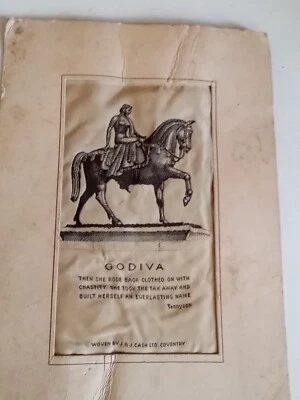 GODIVA
THEN SHE RODE BACK CLOTHED ON WITH
CHASTITY. SHE TOOK THE TAX AWAY AND
BUILT HERSELF AN EVERLASTING NAME
Tennyson
WOVEN BY J. & J. CASH LTD. COVENTRY